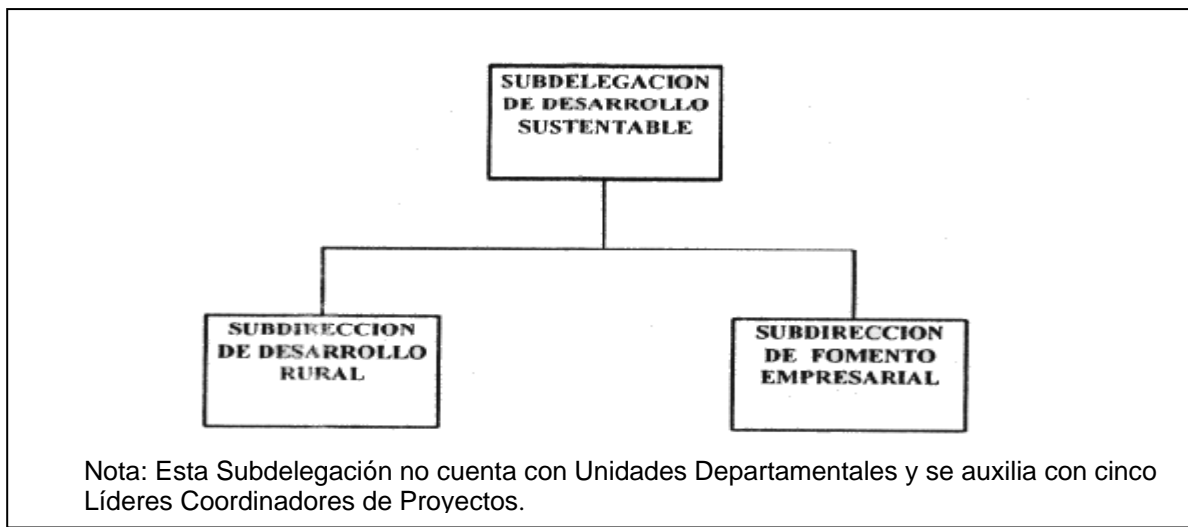 SUBDELEGACION
DE DESARROLLO
SUSTENTABLE
SUBDIRECCION
DE DESARROLLO
RURAL
SUBDIRECCION
DE FOMENTO
EMPRESARIAL
Nota: Esta Subdelegación no cuenta con Unidades Departamentales y se auxilia con cinco
Líderes Coordinadores de Proyectos.